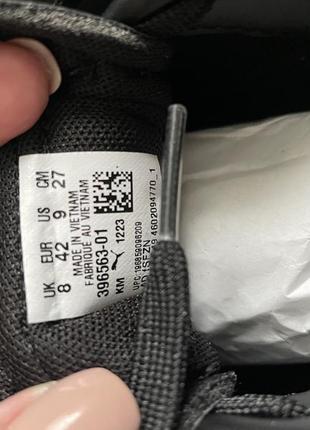 UK EUR US CM
8 42 9 27
MADE IN VIETNAM
FABRIQUE AU VIETNAM
396563-01
KM 1223